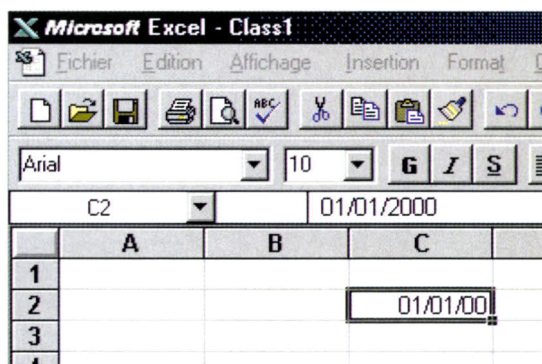 Microsoft Excel - Class1
Fichier Edition Affichage Insertion Format
ABC
Arial 10 G I S
C2 01/01/2000
A B C
1
2 01/01/00
3